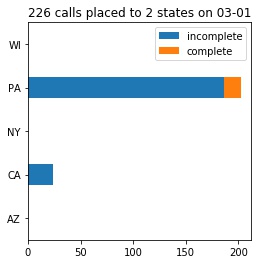 226 calls placed to 2 states on 03-01
incomplete
complete
WI
PA
NY
CA
AZ
0 50 100 150 200